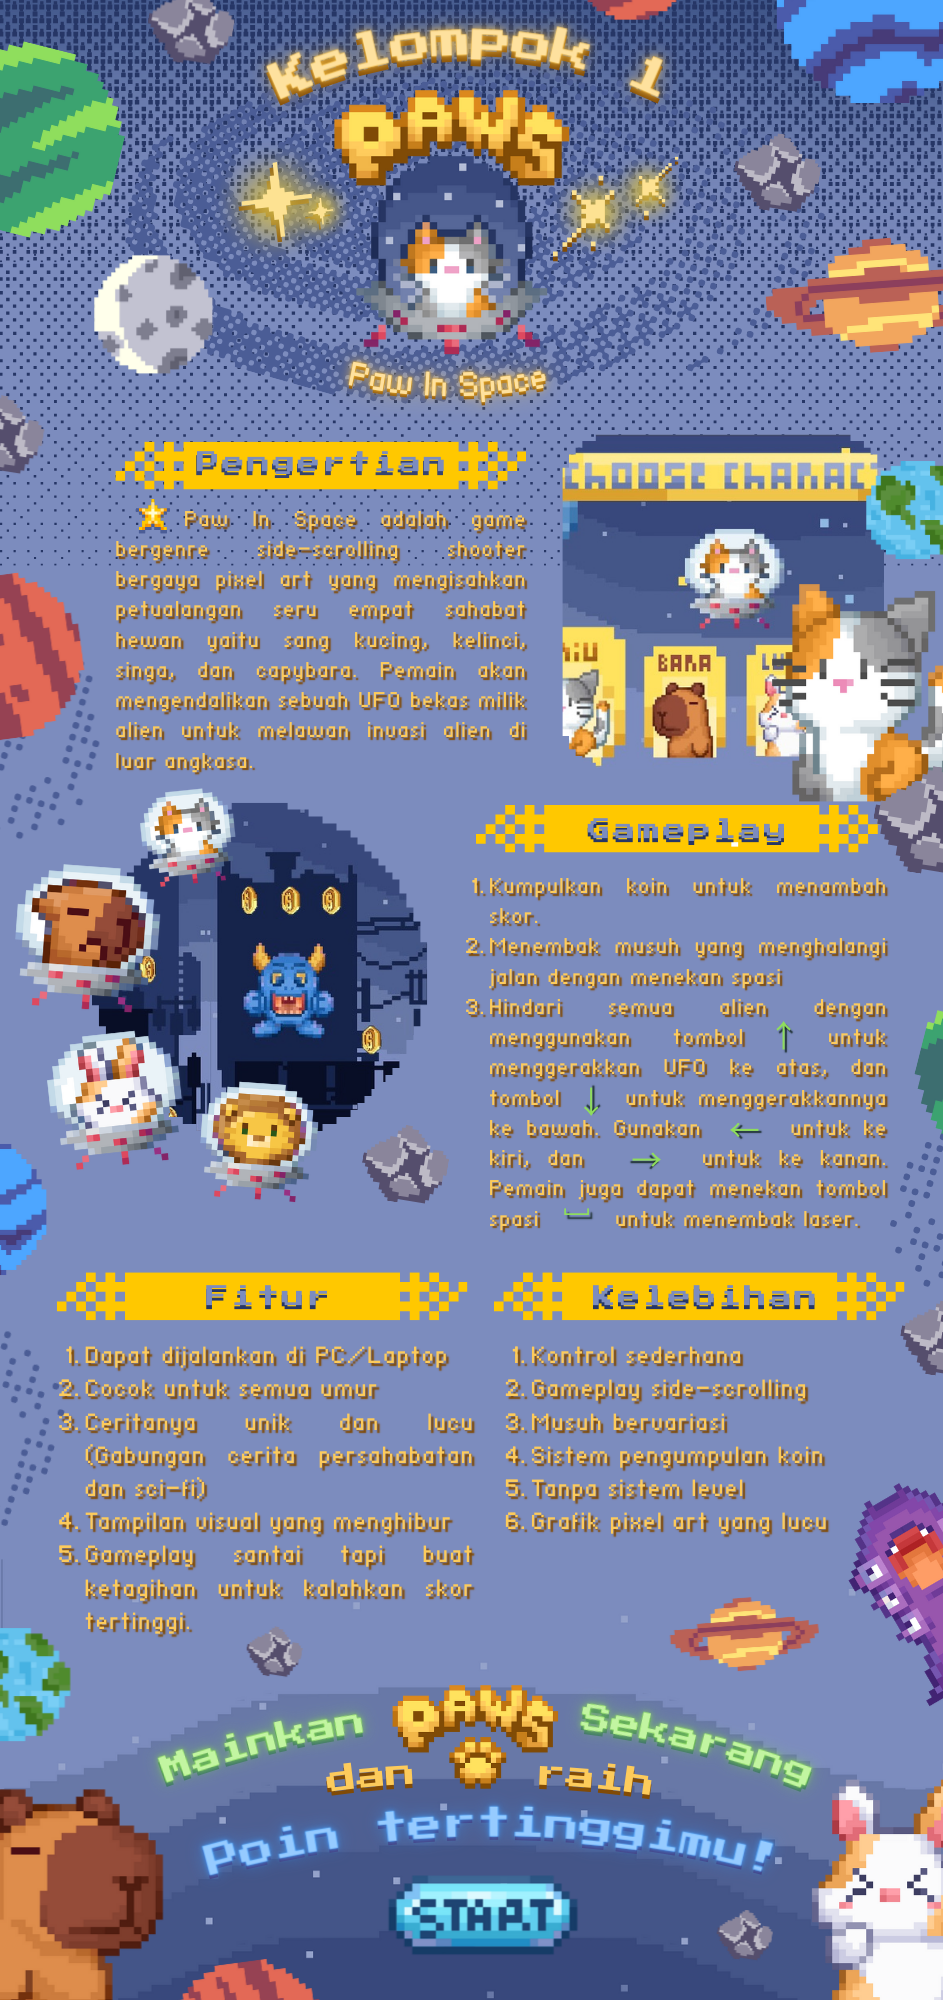 Kelompok 1
PAWS
Paw In Space
Pengertian
Paw In Space adalah game
bergenre side-scrolling shooter
bergaya pixel art yang mengisahkan
petualangan seru empat sahabat
hewan yaitu sang kucing, kelinci,
singa, dan capybara. Pemain akan
mengendalikan sebuah UFO bekas milik
alien untuk melawan invasi alien di
luar angkasa.
CHOOSE CHARAC
BARA
Gameplay
1. Kumpulkan koin untuk menambah
skor.
2. Menembak musuh yang menghalangi
jalan dengan menekan spasi
3. Hindari semua alien dengan
menggunakan tombol ↑ untuk
menggerakkan UFO ke atas, dan
tombol ↓ untuk menggerakkannya
ke bawah. Gunakan ← untuk ke
kiri, dan → untuk ke kanan.
Pemain juga dapat menekan tombol
spasi ⎵ untuk menembak laser.
Fitur
1. Dapat dijalankan di PC/Laptop
2. Cocok untuk semua umur
3. Ceritanya unik dan lucu
(Gabungan cerita persahabatan
dan sci-fi)
4. Tampilan visual yang menghibur
5. Gameplay santai tapi buat
ketagihan untuk kalahkan skor
tertinggi.
Kelebihan
1. Kontrol sederhana
2. Gameplay side-scrolling
3. Musuh bervariasi
4. Sistem pengumpulan koin
5. Tanpa sistem level
6. Grafik pixel art yang lucu
Mainkan PAWS Sekarang
dan raih
Poin tertinggimu!
START